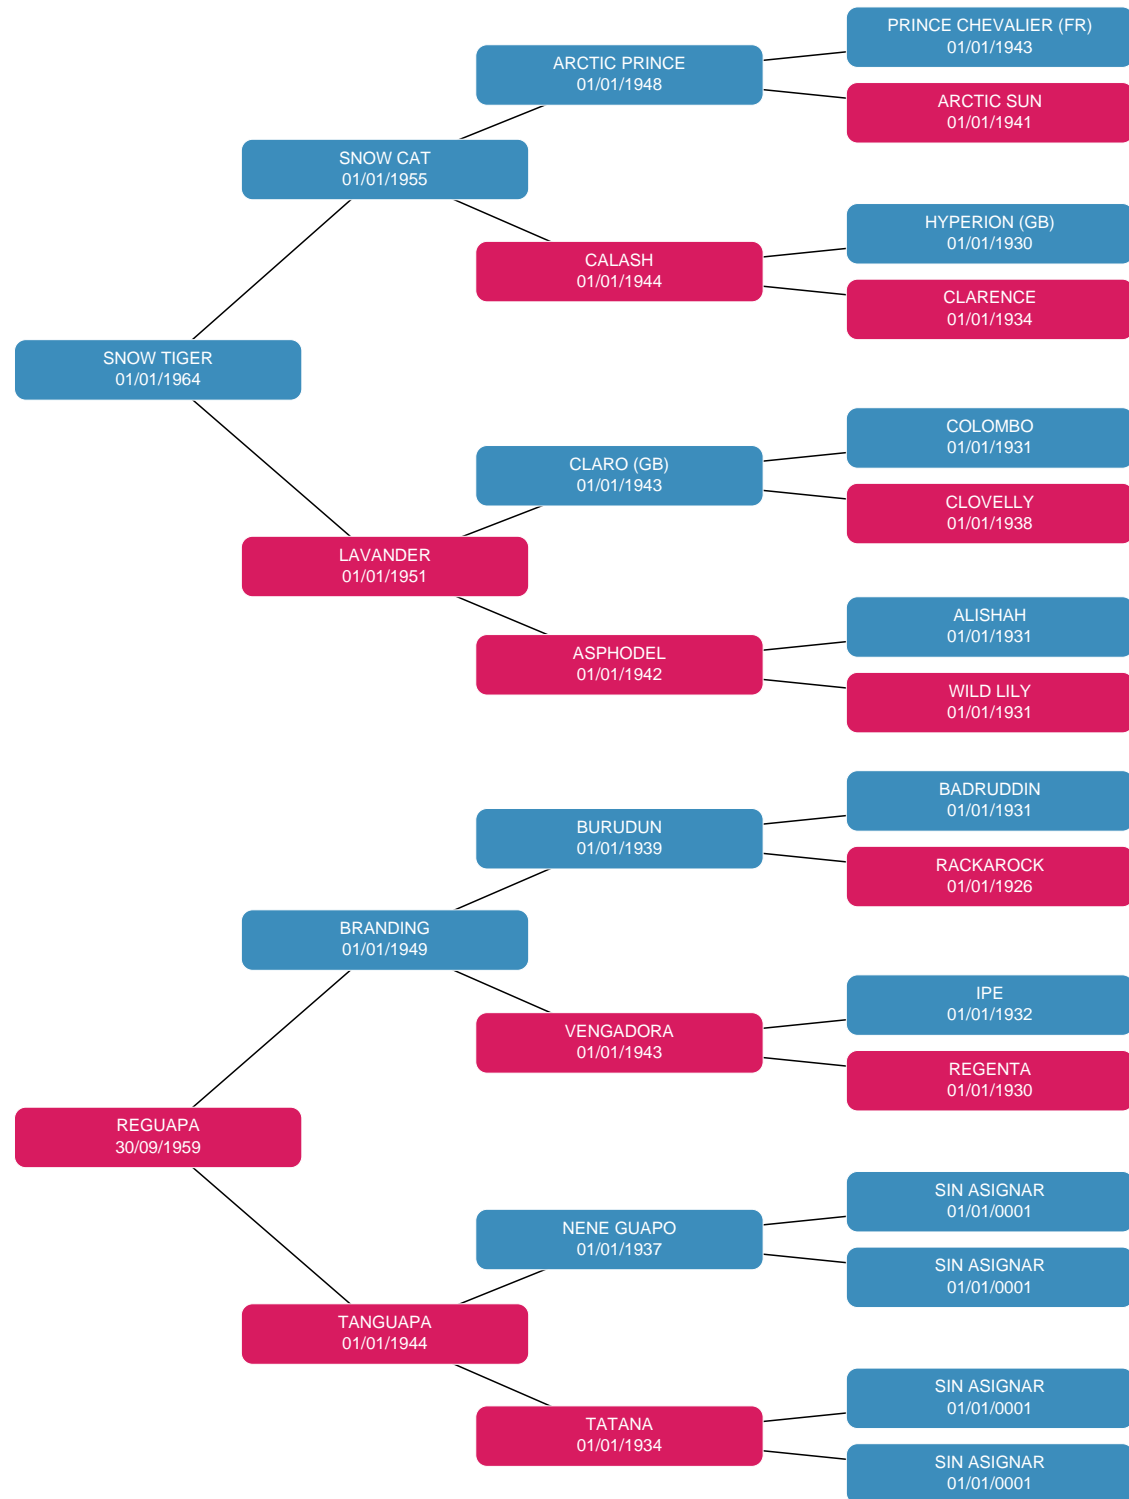 PRINCE CHEVALIER (FR)
01/01/1943
ARCTIC PRINCE
01/01/1948
ARCTIC SUN
01/01/1941
SNOW CAT
01/01/1955
HYPERION (GB)
01/01/1930
CALASH
01/01/1944
CLARENCE
01/01/1934
SNOW TIGER
01/01/1964
COLOMBO
01/01/1931
CLARO (GB)
01/01/1943
CLOVELLY
01/01/1938
LAVANDER
01/01/1951
ALISHAH
01/01/1931
ASPHODEL
01/01/1942
WILD LILY
01/01/1931
BADRUDDIN
01/01/1931
BURUDUN
01/01/1939
RACKAROCK
01/01/1926
BRANDING
01/01/1949
IPE
01/01/1932
VENGADORA
01/01/1943
REGENTA
01/01/1930
REGUAPA
30/09/1959
SIN ASIGNAR
01/01/0001
NENE GUAPO
01/01/1937
SIN ASIGNAR
01/01/0001
TANGUAPA
01/01/1944
SIN ASIGNAR
01/01/0001
TATANA
01/01/1934
SIN ASIGNAR
01/01/0001